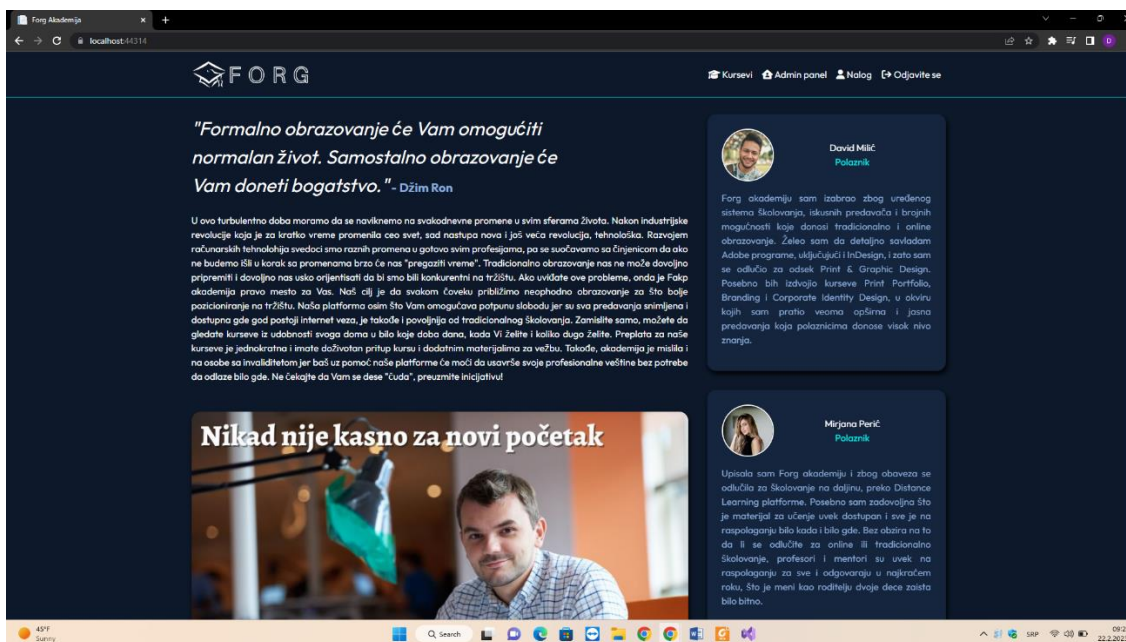 Forg Akademija
localhost:44314
FORG
Kursevi Admin panel Nalog Odjavite se
"Formalno obrazovanje će Vam omogućiti
normalan život. Samostalno obrazovanje će
Vam doneti bogatstvo." - Džim Ron
U ovo turbulentno doba moramo da se naviknemo na svakodnevne promene u svim sferama života. Nakon industrijske
revolucije koja je za kratko vreme promenila ceo svet, sad nastupa nova i još veća revolucija, tehnološka. Razvojem
računarskih tehnolohija svedoci smo raznih promena u gotovo svim profesijama, pa se suočavamo sa činjenicom da ako
ne budemo išli u korak sa promenama brzo će nas "pregaziti vreme". Tradicionalno obrazovanje nas ne može dovoljno
pripremiti i dovoljno nas usko orijentisati da bi smo bili konkurentni na tržištu. Ako uviđate ove probleme, onda je Fakp
akademija pravo mesto za Vas. Naš cilj je da svakom čoveku približimo neophodno obrazovanje za što bolje
pozicioniranje na tržištu. Naša platforma osim što Vam omogućava potpunu slobodu jer su sva predavanja snimljena i
dostupna gde god postoji internet veza, je takođe i povoljnija od tradicionalnog školovanja. Zamislite samo, možete da
gledate kurseve iz udobnosti svoga doma u bilo koje doba dana, kada Vi želite i koliko dugo želite. Preplata za naše
kurseve je jednokratna i imate doživotan pritup kursu i dodatnim materijalima za vežbu. Takođe, akademija je mislila i
na osobe sa invaliditetom jer baš uz pomoć naše platforme će moći da usavrše svoje profesionalne veštine bez potrebe
da odlaze bilo gde. Ne čekajte da Vam se dese "čuda", preuzmite inicijativu!
Nikad nije kasno za novi početak
David Milić
Polaznik
Forg akademiju sam izabrao zbog uređenog
sistema školovanja, iskusnih predavača i brojnih
mogućnosti koje donosi tradicionalno i online
obrazovanje. Želeo sam da detaljno savladam
Adobe programe, uključujući i InDesign, i zato sam
se odlučio za odsek Print & Graphic Design.
Posebno bih izdvojio kurseve Print Portfolio,
Branding i Corporate Identity Design, u okviru
kojih sam pratio veoma opširna i jasna
predavanja koja polaznicima donose visok nivo
znanja.
Mirjana Perić
Polaznik
Upisala sam Forg akademiju i zbog obaveza se
odlučila za školovanje na daljinu, preko Distance
Learning platforme. Posebno sam zadovoljna što
je materijal za učenje uvek dostupan i sve je na
raspolaganju bilo kada i bilo gde. Bez obzira na to
da li se odlučite za online ili tradicionalno
školovanje, profesori i mentori su uvek na
raspolaganju za sve i odgovaraju u najkraćem
roku, što je meni kao roditelju dvoje dece zaista
bilo bitno.
45°F
Sunny
Search
SRP